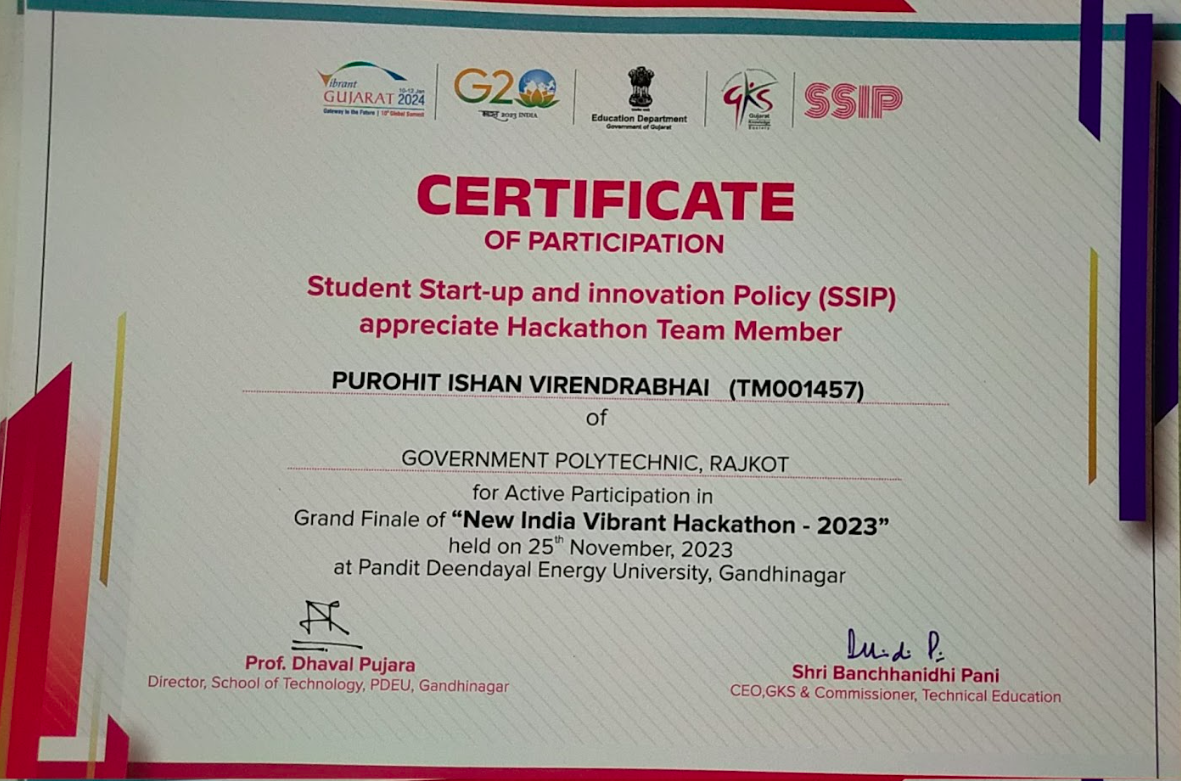 Vibrant
GUJARAT 10-12 Jan 2024
Gateway to the Future | 10th Global Summit
G20
2023 INDIA
Education Department
Government of Gujarat
GKS
Gujarat
Knowledge
Society
SSIP
CERTIFICATE
OF PARTICIPATION
Student Start-up and innovation Policy (SSIP)
appreciate Hackathon Team Member
PUROHIT ISHAN VIRENDRABHAI (TM001457)
of
GOVERNMENT POLYTECHNIC, RAJKOT
for Active Participation in
Grand Finale of “New India Vibrant Hackathon - 2023”
held on 25th November, 2023
at Pandit Deendayal Energy University, Gandhinagar
Prof. Dhaval Pujara
Director, School of Technology, PDEU, Gandhinagar
Shri Banchhanidhi Pani
CEO,GKS & Commissioner, Technical Education